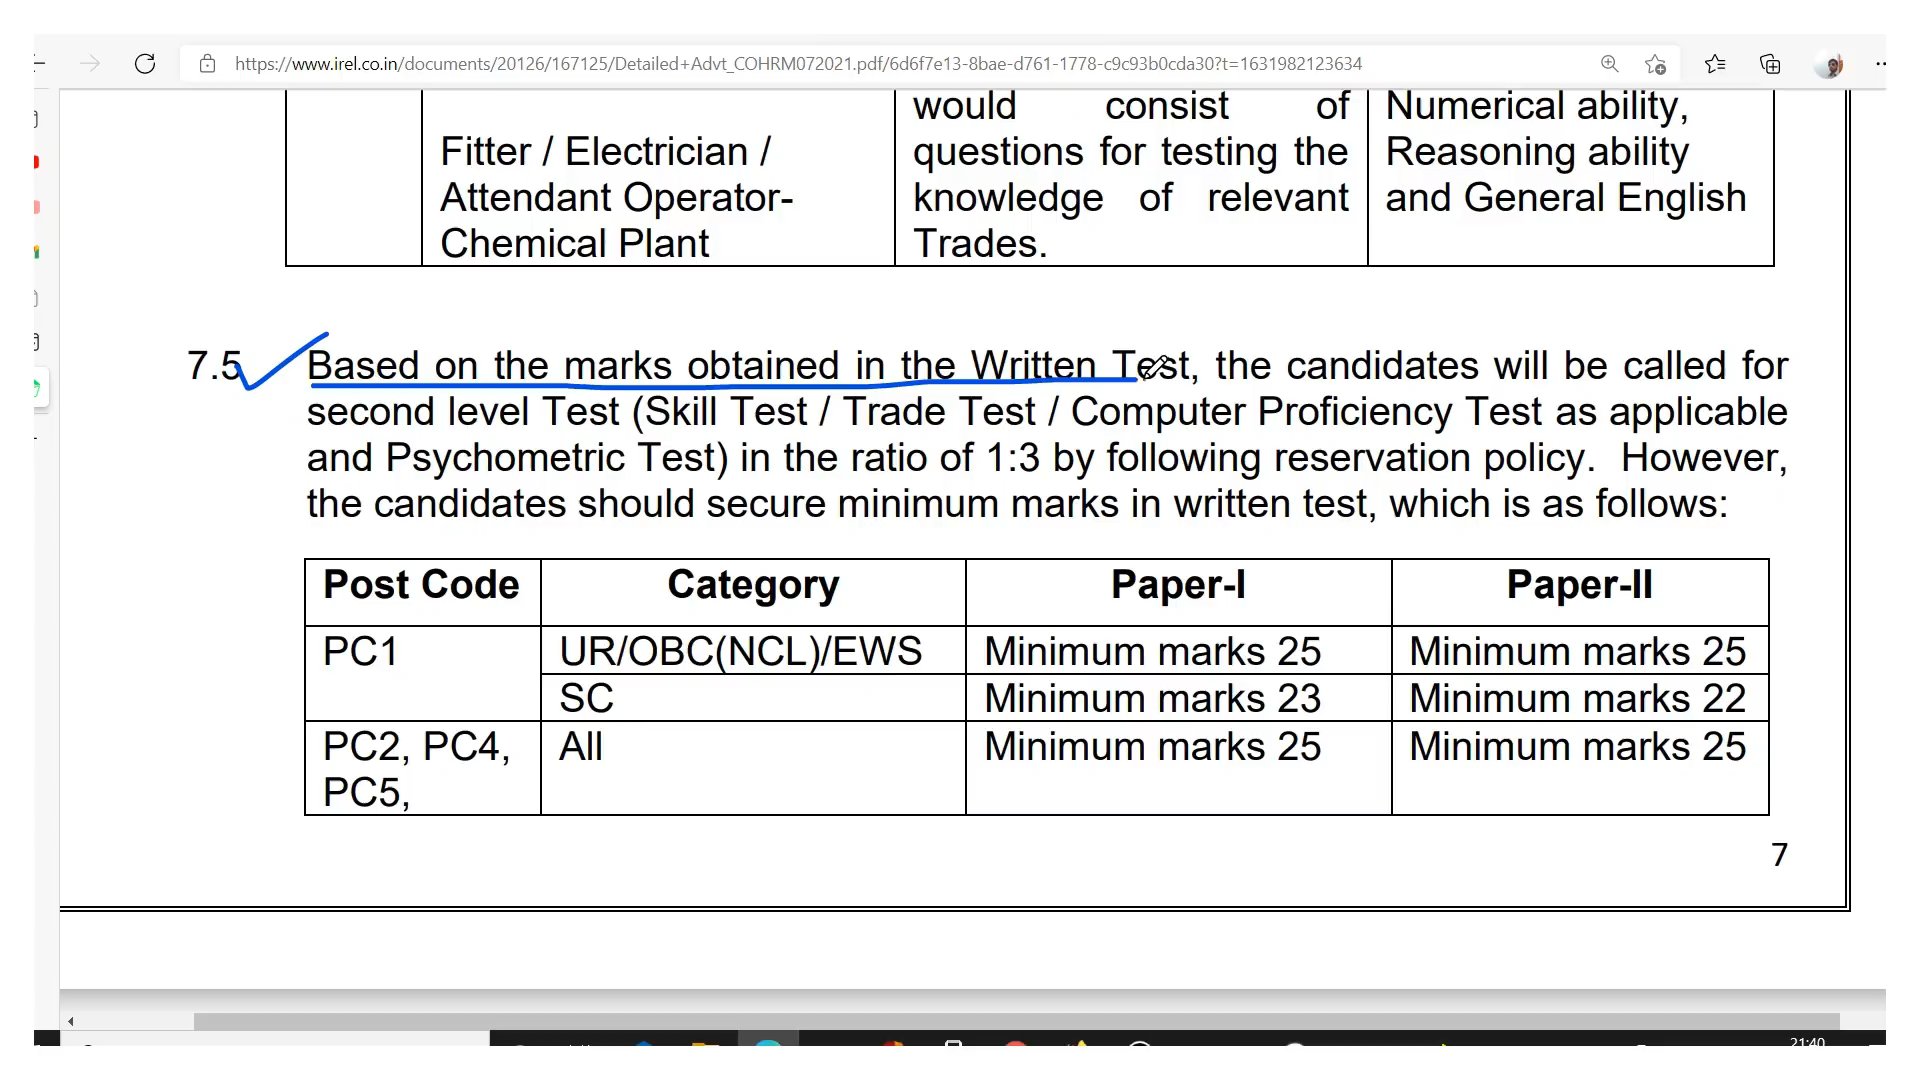 https://www.irel.co.in/documents/20126/167125/Detailed+Advt_COHRM072021.pdf/6d6f7e13-8bae-d761-1778-c9c93b0cda30?t=1631982123634
Fitter / Electrician /
Attendant Operator-
Chemical Plant
would consist of
questions for testing the
knowledge of relevant
Trades.
Numerical ability,
Reasoning ability
and General English
7.5 Based on the marks obtained in the Written Test, the candidates will be called for
second level Test (Skill Test / Trade Test / Computer Proficiency Test as applicable
and Psychometric Test) in the ratio of 1:3 by following reservation policy. However,
the candidates should secure minimum marks in written test, which is as follows:
Post Code Category Paper-I Paper-II
PC1 UR/OBC(NCL)/EWS Minimum marks 25 Minimum marks 25
SC Minimum marks 23 Minimum marks 22
PC2, PC4, All Minimum marks 25 Minimum marks 25
PC5,
7
21:40